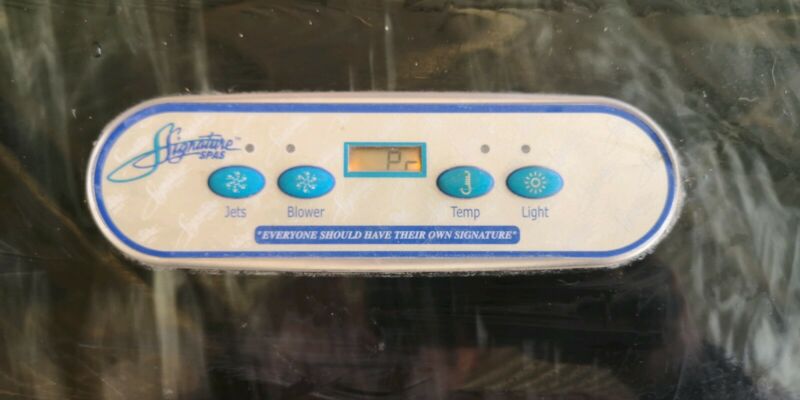 Signature™
SPAS
Pr
Jets
Blower
Temp
Light
"EVERYONE SHOULD HAVE THEIR OWN SIGNATURE"